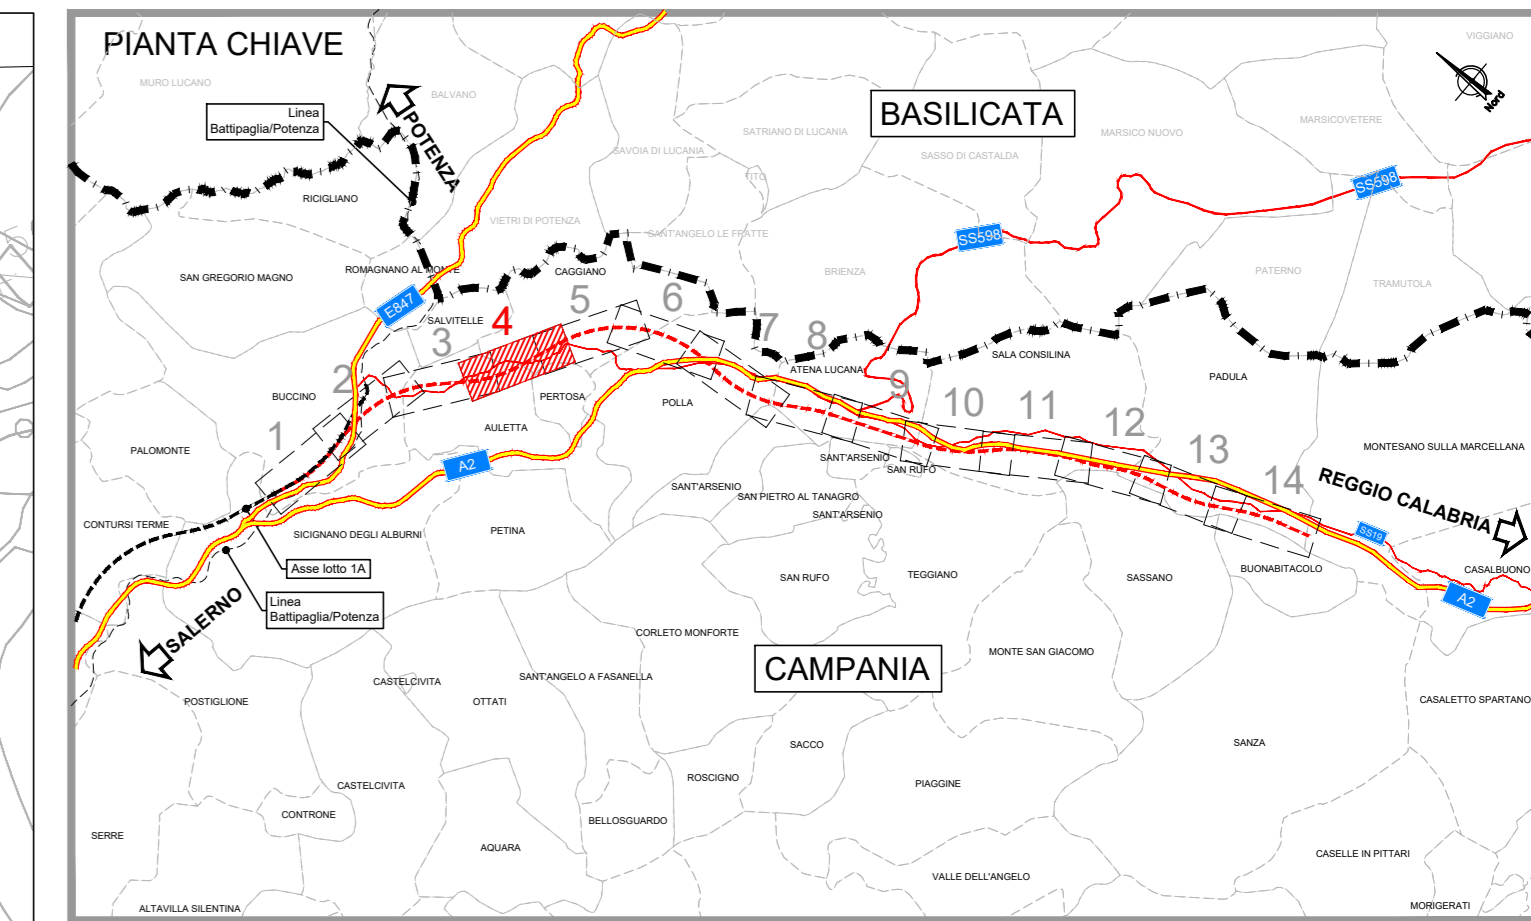 PIANTA CHIAVE
VIGGIANO
MURO LUCANO
BALVANO
Nord
Linea
Battipaglia/Potenza
POTENZA
BASILICATA
SATRIANO DI LUCANIA
MARSICO NUOVO
MARSICOVETERE
SAVOIA DI LUCANIA
SASSO DI CASTALDA
TITO
SS598
RICIGLIANO
VIETRI DI POTENZA
SANT'ANGELO LE FRATTE
SS598
SAN GREGORIO MAGNO
ROMAGNANO AL MONTE
CAGGIANO
BRIENZA
PATERNO
TRAMUTOLA
E847
SALVITELLE
5
6
4
3
7
8
SALA CONSILINA
ATENA LUCANA
PADULA
2
BUCCINO
PERTOSA
POLLA
9
10
11
12
AULETTA
1
PALOMONTE
A2
SANT'ARSENIO
SAN RUFO
13
MONTESANO SULLA MARCELLANA
14
REGGIO CALABRIA
SANT'ARSENIO
SAN PIETRO AL TANAGRO
SANT'ARSENIO
CONTURSI TERME
SICIGNANO DEGLI ALBURNI
PETINA
SS19
Asse lotto 1A
SAN RUFO
TEGGIANO
SASSANO
BUONABITACOLO
CASALBUONO
A2
Linea
Battipaglia/Potenza
SALERNO
CORLETO MONFORTE
MONTE SAN GIACOMO
CAMPANIA
CASTELCIVITA
SANT'ANGELO A FASANELLA
POSTIGLIONE
OTTATI
CASALETTO SPARTANO
SACCO
SANZA
ROSCIGNO
PIAGGINE
CASTELCIVITA
CONTRONE
BELLOSGUARDO
SERRE
AQUARA
CASELLE IN PITTARI
VALLE DELL'ANGELO
ALTAVILLA SILENTINA
MORIGERATI